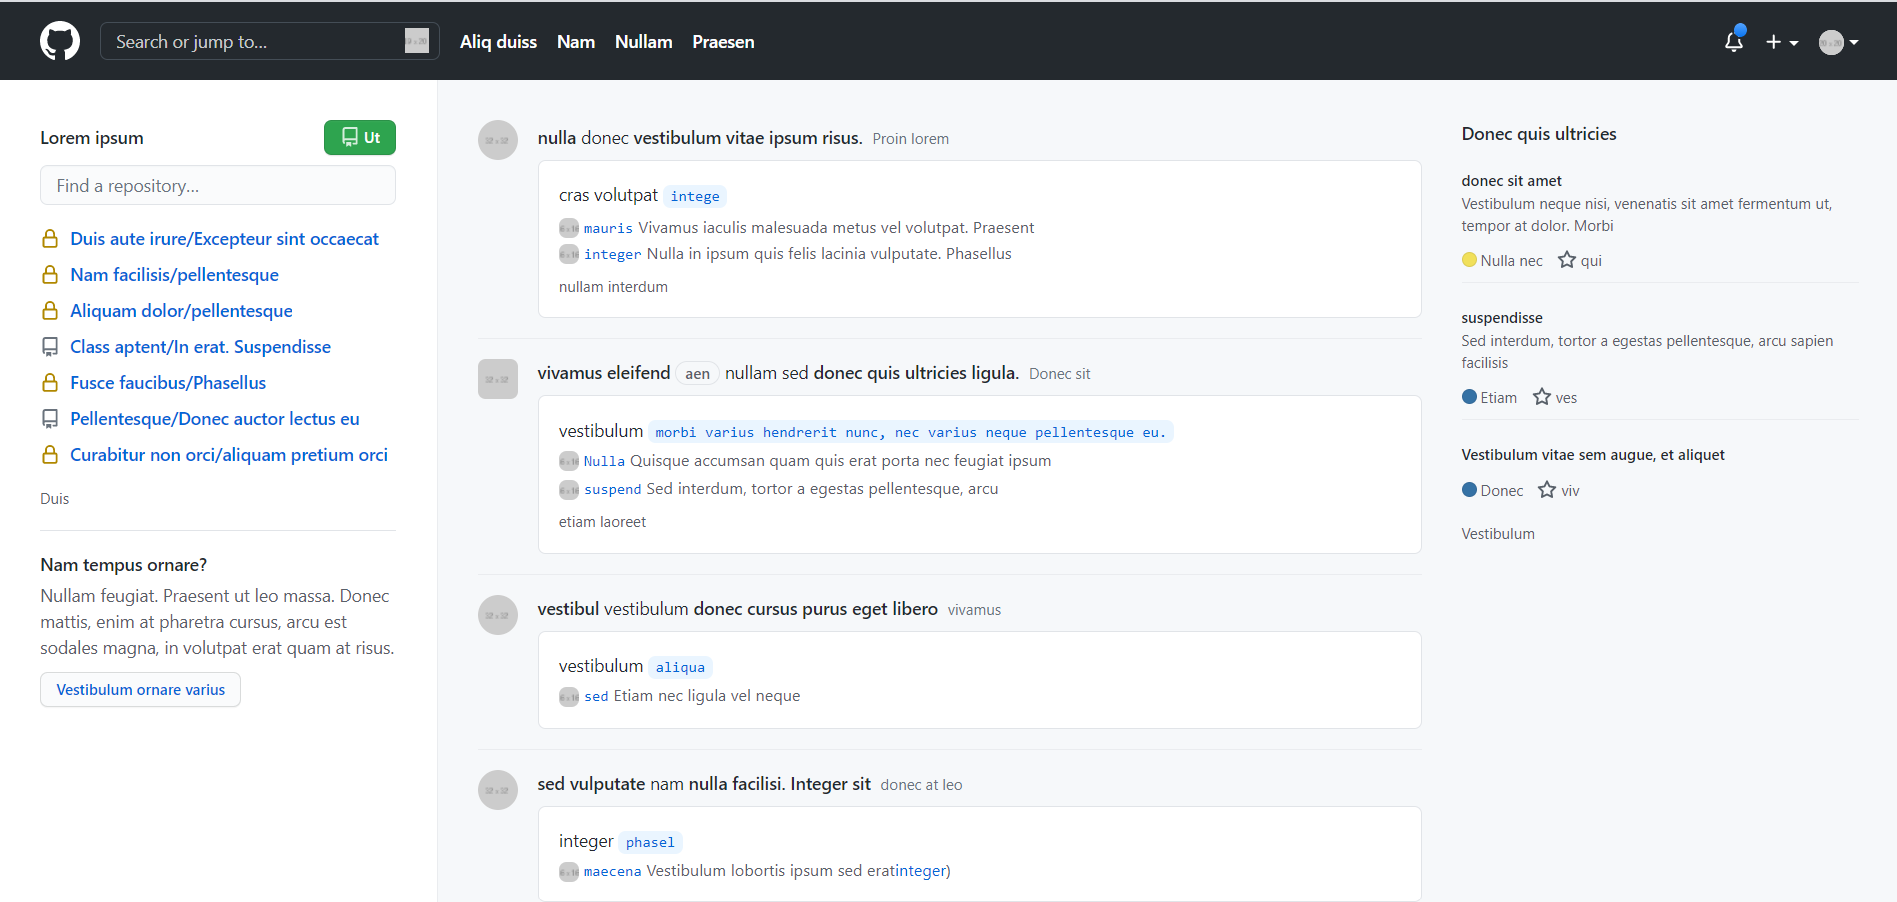 Search or jump to...
Aliq duiss Nam Nullam Praesen
Lorem ipsum
Ut
Find a repository...
Duis aute irure/Excepteur sint occaecat
Nam facilisis/pellentesque
Aliquam dolor/pellentesque
Class aptent/In erat. Suspendisse
Fusce faucibus/Phasellus
Pellentesque/Donec auctor lectus eu
Curabitur non orci/aliquam pretium orci
Duis
Nam tempus ornare?
Nullam feugiat. Praesent ut leo massa. Donec
mattis, enim at pharetra cursus, arcu est
sodales magna, in volutpat erat quam at risus.
Vestibulum ornare varius
nulla donec vestibulum vitae ipsum risus. Proin lorem
cras volutpat intege
mauris Vivamus iaculis malesuada metus vel volutpat. Praesent
integer Nulla in ipsum quis felis lacinia vulputate. Phasellus
nullam interdum
vivamus eleifend aen nullam sed donec quis ultricies ligula. Donec sit
vestibulum morbi varius hendrerit nunc, nec varius neque pellentesque eu.
Nulla Quisque accumsan quam quis erat porta nec feugiat ipsum
suspend Sed interdum, tortor a egestas pellentesque, arcu
etiam laoreet
vestibul vestibulum donec cursus purus eget libero vivamus
vestibulum aliqua
sed Etiam nec ligula vel neque
sed vulputate nam nulla facilisi. Integer sit donec at leo
integer phasel
maecena Vestibulum lobortis ipsum sed eratinteger)
Donec quis ultricies
donec sit amet
Vestibulum neque nisi, venenatis sit amet fermentum ut,
tempor at dolor. Morbi
Nulla nec qui
suspendisse
Sed interdum, tortor a egestas pellentesque, arcu sapien
facilisis
Etiam ves
Vestibulum vitae sem augue, et aliquet
Donec viv
Vestibulum